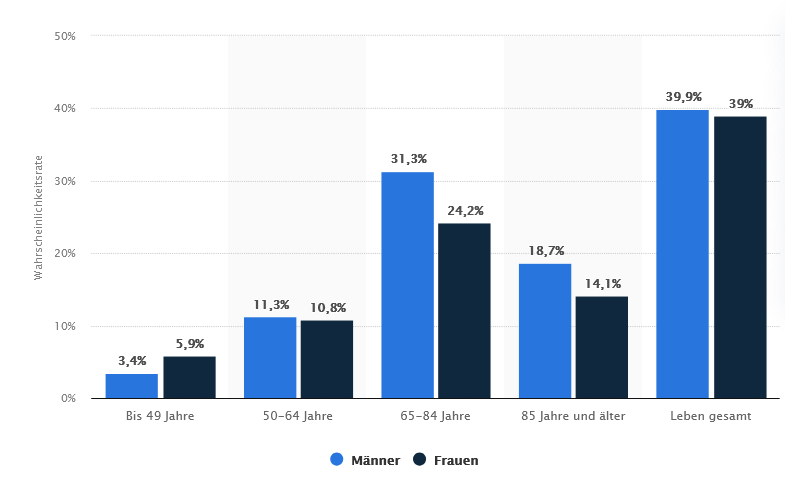 50%
40%
30%
20%
10%
0%
Wahrscheinlichkeitsrate
3,4%
5,9%
11,3%
10,8%
31,3%
24,2%
18,7%
14,1%
39,9%
39%
Bis 49 Jahre
50-64 Jahre
65-84 Jahre
85 Jahre und älter
Leben gesamt
Männer
Frauen